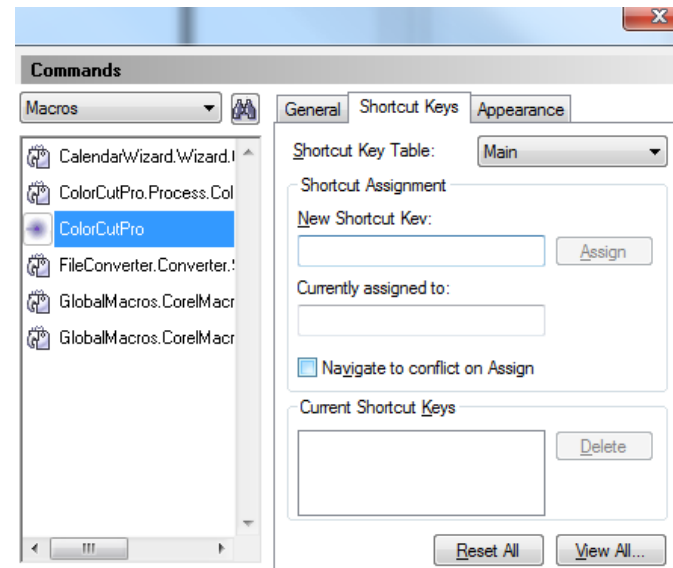 Commands
Macros
General Shortcut Keys Appearance
CalendarWizard.Wizard.
ColorCutPro.Process.Col
ColorCutPro
FileConverter.Converter.
GlobalMacros.CorelMacr
GlobalMacros.CorelMacr
Shortcut Key Table: Main
Shortcut Assignment
New Shortcut Key:
Assign
Currently assigned to:
Navigate to conflict on Assign
Current Shortcut Keys
Delete
Reset All View All...